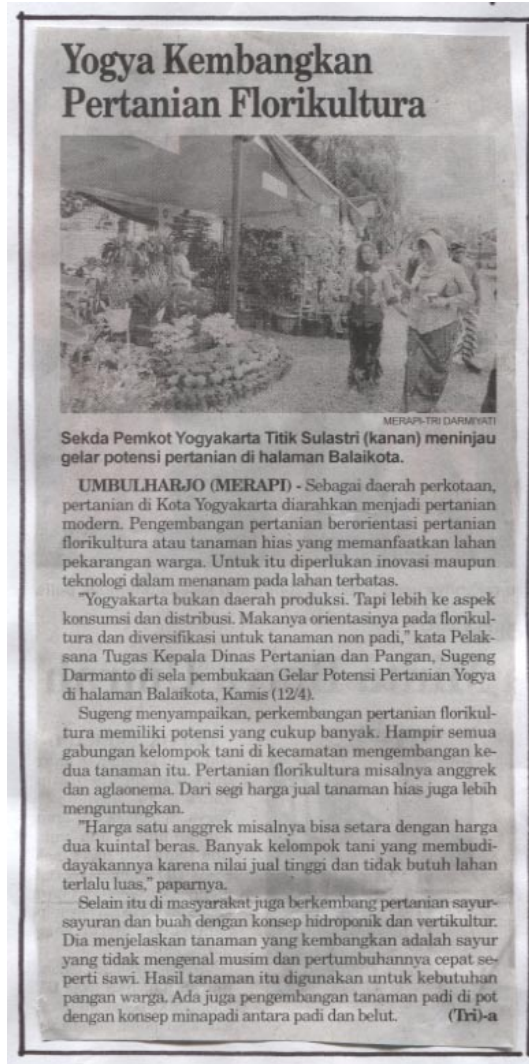 Yogya Kembangkan
Pertanian Florikultura
MERAPI-TRI DARMIYATI
Sekda Pemkot Yogyakarta Titik Sulastri (kanan) meninjau
gelar potensi pertanian di halaman Balaikota.
UMBULHARJO (MERAPI) - Sebagai daerah perkotaan,
pertanian di Kota Yogyakarta diarahkan menjadi pertanian
modern. Pengembangan pertanian berorientasi pertanian
florikultura atau tanaman hias yang memanfaatkan lahan
pekarangan warga. Untuk itu diperlukan inovasi maupun
teknologi dalam menanam pada lahan terbatas.
"Yogyakarta bukan daerah produksi. Tapi lebih ke aspek
konsumsi dan distribusi. Makanya orientasinya pada florikul-
tura dan diversifikasi untuk tanaman non padi," kata Pelak-
sana Tugas Kepala Dinas Pertanian dan Pangan, Sugeng
Darmanto di sela pembukaan Gelar Potensi Pertanian Yogya
di halaman Balaikota, Kamis (12/4).
Sugeng menyampaikan, perkembangan pertanian florikul-
tura memiliki potensi yang cukup banyak. Hampir semua
gabungan kelompok tani di kecamatan mengembangan ke-
dua tanaman itu. Pertanian florikultura misalnya anggrek
dan aglaonema. Dari segi harga jual tanaman hias juga lebih
menguntungkan.
"Harga satu anggrek misalnya bisa setara dengan harga
dua kuintal beras. Banyak kelompok tani yang membudi-
dayakannya karena nilai jual tinggi dan tidak butuh lahan
terlalu luas," paparnya.
Selain itu di masyarakat juga berkembang pertanian sayur-
sayuran dan buah dengan konsep hidroponik dan vertikultur.
Dia menjelaskan tanaman yang kembangkan adalah sayur
yang tidak mengenal musim dan pertumbuhannya cepat se-
perti sawi. Hasil tanaman itu digunakan untuk kebutuhan
pangan warga. Ada juga pengembangan tanaman padi di pot
dengan konsep minapadi antara padi dan belut. (Tri)-a